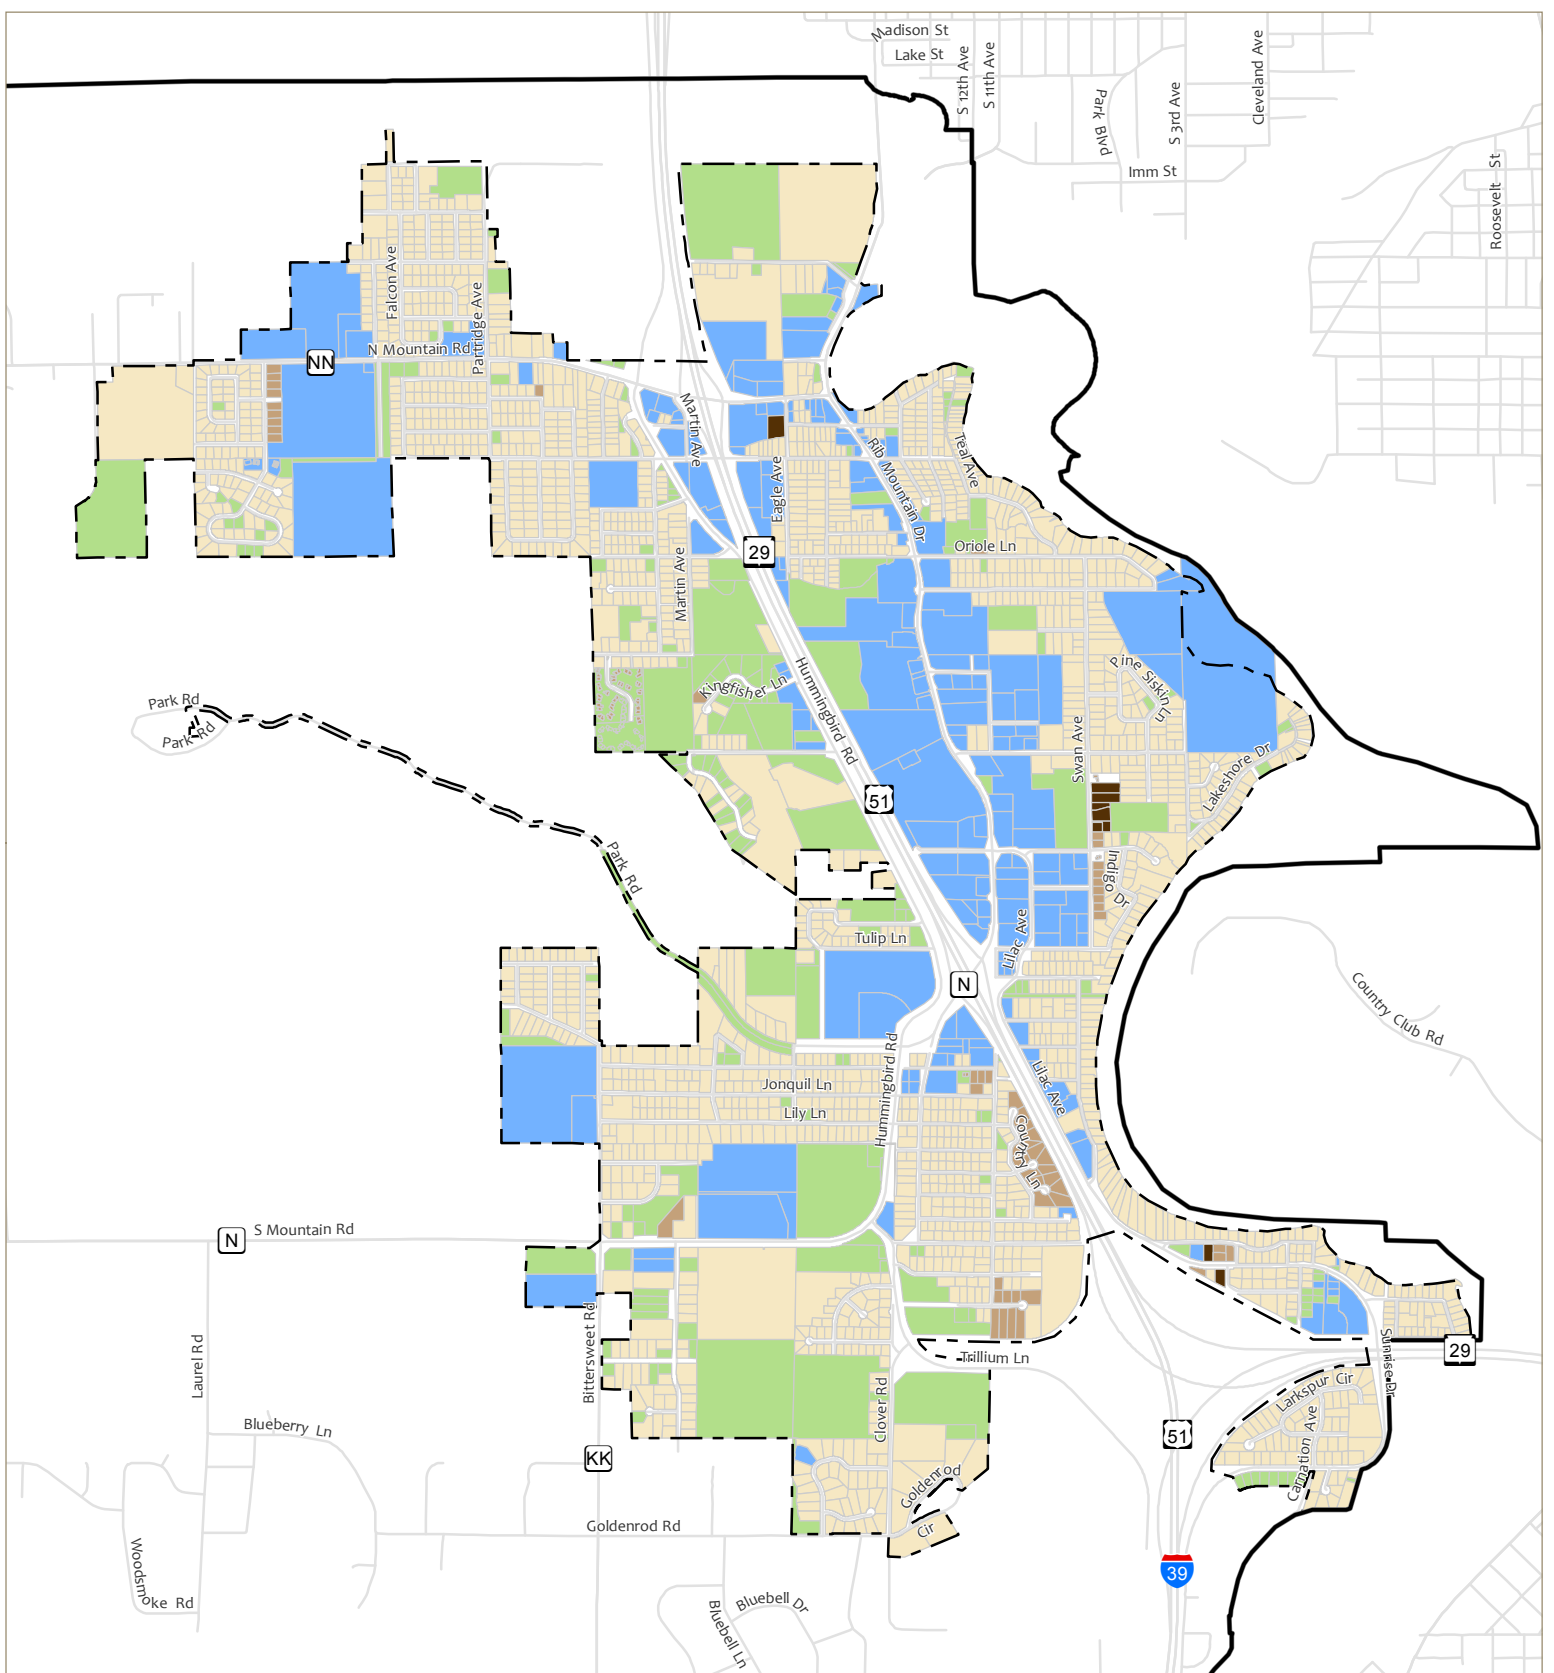 Madison St
Lake St
S 12th Ave
S 11th Ave
Cleveland Ave
Park Blvd
S 3rd Ave
Imm St
Roosevelt St
Falcon Ave
Partridge Ave
N Mountain Rd
NN
Martin Ave
Rib Mountain Dr
Teal Ave
Eagle Ave
29
Oriole Ln
Martin Ave
Pine Siskin Ln
Kingfisher Ln
Hummingbird Rd
Park Rd
Park Rd
Swan Ave
Lakeshore Dr
51
Park Rd
Indigo Dr
Tulip Ln
Lilac Ave
N
Country Club Rd
Hummingbird Rd
Jonquil Ln
Lilac Ave
Lily Ln
Country Ln
N
S Mountain Rd
Laurel Rd
Bittersweet Rd
Trillium Ln
Sunrise Dr
29
Clover Rd
Larkspur Cir
Blueberry Ln
Carnation Ave
51
KK
Goldenrod Cir
Goldenrod Rd
39
Woodsmoke Rd
Bluebell Dr
Bluebell Ln